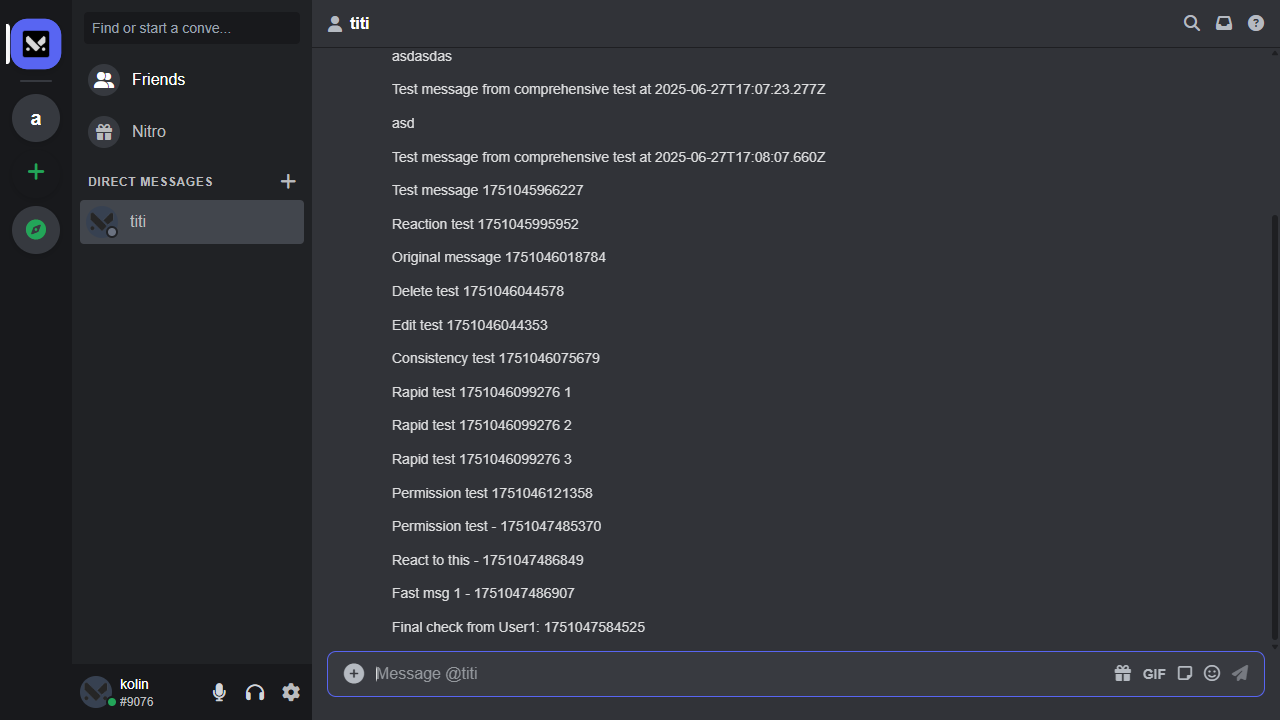 Find or start a conve...
Friends
Nitro
DIRECT MESSAGES
titi
kolin
#9076
a
titi
asdasdas
Test message from comprehensive test at 2025-06-27T17:07:23.277Z
asd
Test message from comprehensive test at 2025-06-27T17:08:07.660Z
Test message 1751045966227
Reaction test 1751045995952
Original message 1751046018784
Delete test 1751046044578
Edit test 1751046044353
Consistency test 1751046075679
Rapid test 1751046099276 1
Rapid test 1751046099276 2
Rapid test 1751046099276 3
Permission test 1751046121358
Permission test - 1751047485370
React to this - 1751047486849
Fast msg 1 - 1751047486907
Final check from User1: 1751047584525
Message @titi
GIF